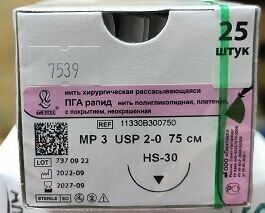 25
штук
7539
нить хирургическая рассасывающаяся
ПГА рапид нить полигликолидная, плетеная,
с покрытием, неокрашенная
REF 11330B300750
MP 3 USP 2-0 75 см
HS-30
LOT 737 09 22
2022-09
2027-09
STERILE EO